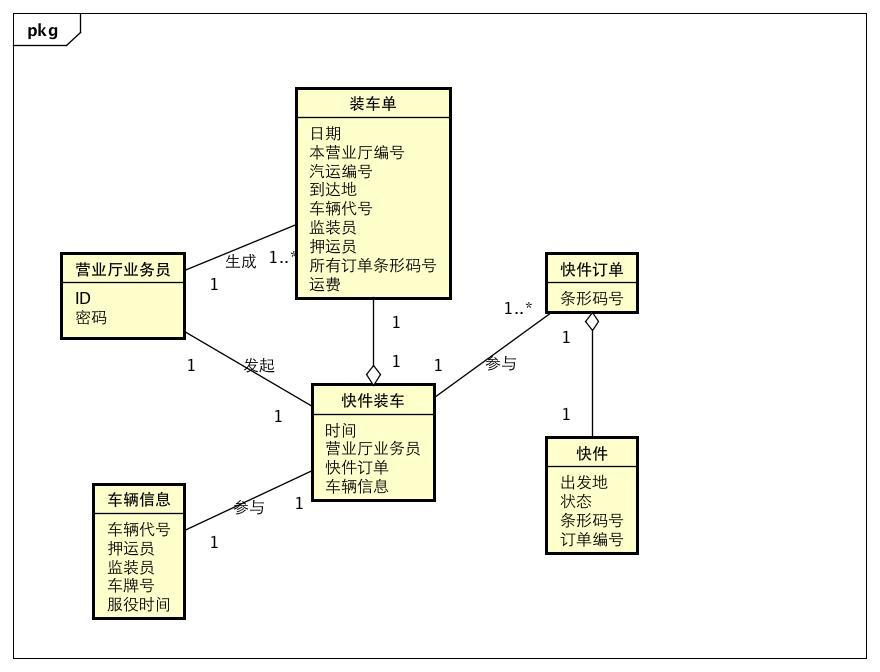 pkg
装车单
日期
本营业厅编号
汽运编号
到达地
车辆代号
监装员
押运员
所有订单条形码号
运费
营业厅业务员
ID
密码
生成
1
1..*
快件订单
条形码号
1
1
1..*
参与
1
1
发起
1
1
快件装车
时间
营业厅业务员
快件订单
车辆信息
1
快件
出发地
状态
条形码号
订单编号
车辆信息
车辆代号
押运员
监装员
车牌号
服役时间
参与
1
1